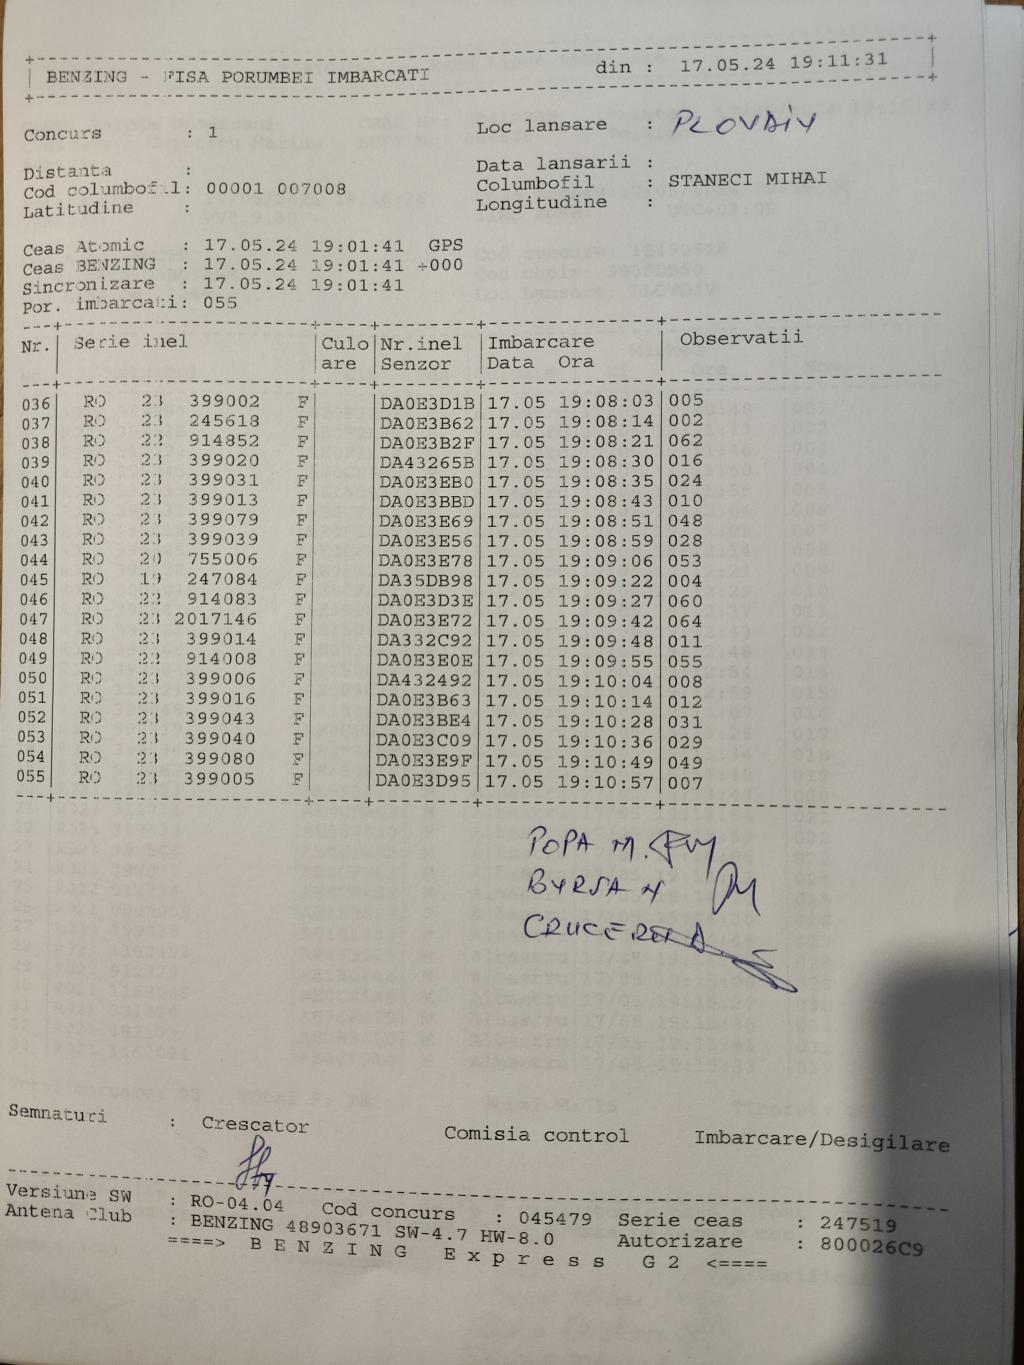 BENZING - FISA PORUMBEI IMBARCATI din : 17.05.24 19:11:31
Concurs : 1 Loc lansare : PLOVDIV
Distanta : Data lansarii :
Cod columbofil: 00001 007008 Columbofil : STANECI MIHAI
Latitudine : Longitudine :
Ceas Atomic : 17.05.24 19:01:41 GPS
Ceas BENZING : 17.05.24 19:01:41 +000
Sincronizare : 17.05.24 19:01:41
Por. imbarcati: 055
Nr. Serie inel Culo Nr.inel Imbarcare Observatii
are Senzor Data Ora
036 RO 23 399002 F DA0E3D1B 17.05 19:08:03 005
037 RO 23 245618 F DA0E3B62 17.05 19:08:14 002
038 RO 22 914852 F DA0E3B2F 17.05 19:08:21 062
039 RO 23 399020 F DA43265B 17.05 19:08:30 016
040 RO 23 399031 F DA0E3EB0 17.05 19:08:35 024
041 RO 23 399013 F DA0E3BBD 17.05 19:08:43 010
042 RO 23 399079 F DA0E3E69 17.05 19:08:51 048
043 RO 23 399039 F DA0E3E56 17.05 19:08:59 028
044 RO 20 755006 F DA0E3E78 17.05 19:09:06 053
045 RO 19 247084 F DA35DB98 17.05 19:09:22 004
046 RO 22 914083 F DA0E3D3E 17.05 19:09:27 060
047 RO 23 2017146 F DA0E3E72 17.05 19:09:42 064
048 RO 23 399014 F DA332C92 17.05 19:09:48 011
049 RO 22 914008 F DA0E3E0E 17.05 19:09:55 055
050 RO 23 399006 F DA432492 17.05 19:10:04 008
051 RO 23 399016 F DA0E3B63 17.05 19:10:14 012
052 RO 23 399043 F DA0E3BE4 17.05 19:10:28 031
053 RO 23 399040 F DA0E3C09 17.05 19:10:36 029
054 RO 23 399080 F DA0E3E9F 17.05 19:10:49 049
055 RO 23 399005 F DA0E3D95 17.05 19:10:57 007
POPA M.
BYRSA N
CRUCERU
Semnaturi : Crescator Comisia control Imbarcare/Desigilare
Versiune SW : RO-04.04 Cod concurs : 045479 Serie ceas : 247519
Antena Club : BENZING 48903671 SW-4.7 HW-8.0 Autorizare : 800026C9
====> B E N Z I N G E x p r e s s G 2 <====